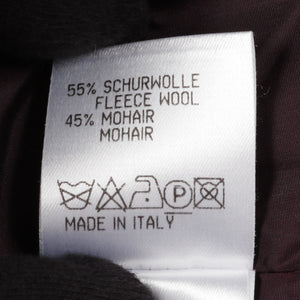 55% SCHURWOLLE
FLEECE WOOL
45% MOHAIR
MOHAIR
P
MADE IN ITALY